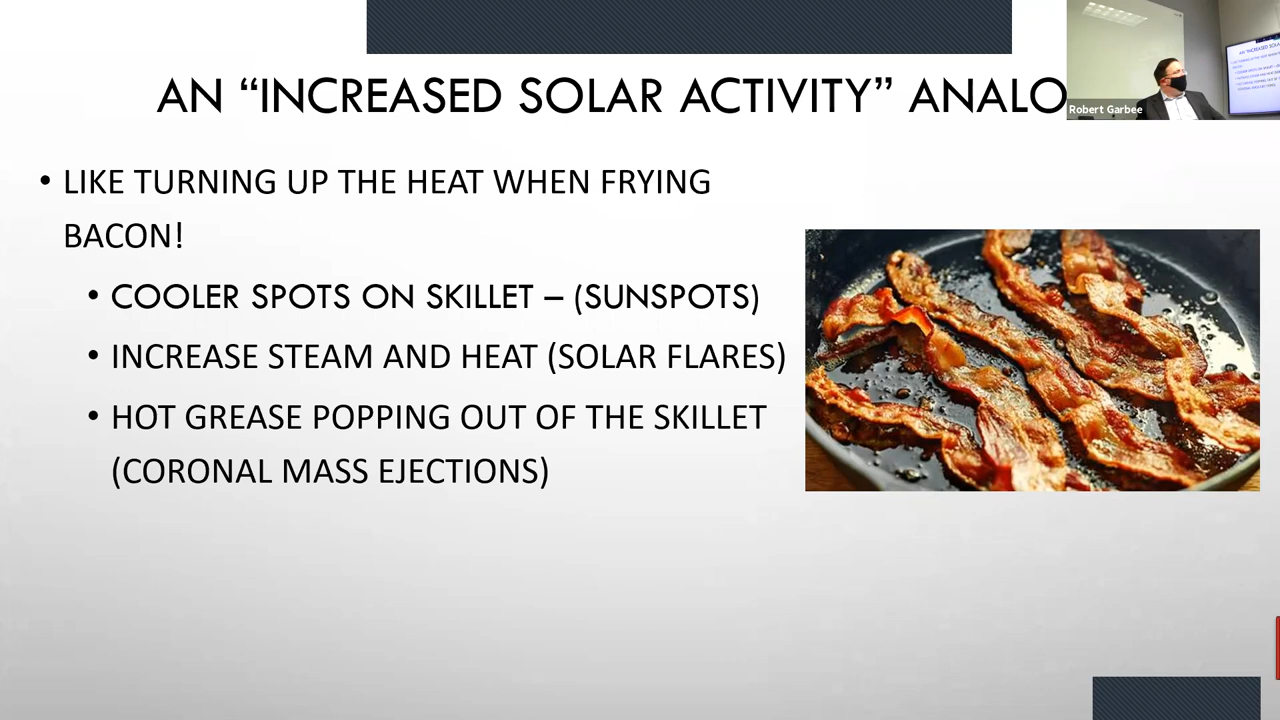 AN “INCREASED SOLAR ACTIVITY” ANALO
Robert Garbee
• LIKE TURNING UP THE HEAT WHEN FRYING
BACON!
• COOLER SPOTS ON SKILLET – (SUNSPOTS)
• INCREASE STEAM AND HEAT (SOLAR FLARES)
• HOT GREASE POPPING OUT OF THE SKILLET
(CORONAL MASS EJECTIONS)